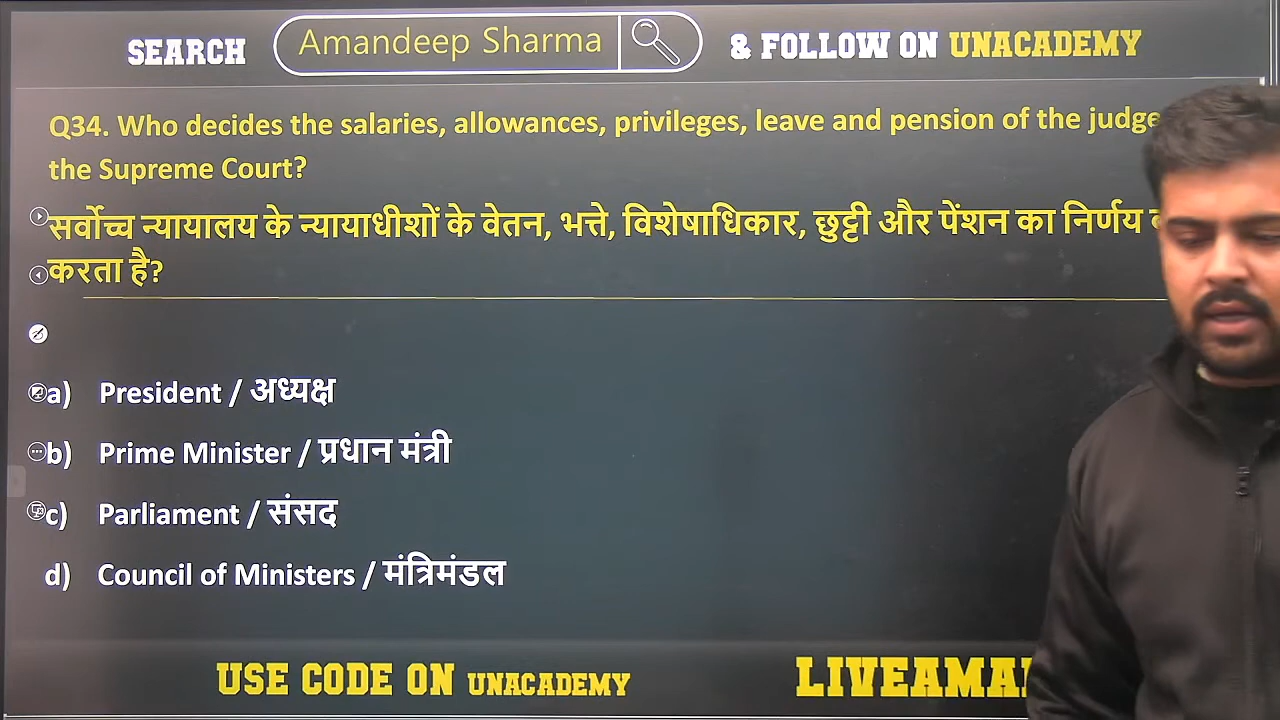 SEARCH Amandeep Sharma & FOLLOW ON UNACADEMY
Q34. Who decides the salaries, allowances, privileges, leave and pension of the judge
the Supreme Court?
सर्वोच्च न्यायालय के न्यायाधीशों के वेतन, भत्ते, विशेषाधिकार, छुट्टी और पेंशन का निर्णय
करता है?
a) President / अध्यक्ष
b) Prime Minister / प्रधान मंत्री
c) Parliament / संसद
d) Council of Ministers / मंत्रिमंडल
USE CODE ON UNACADEMY LIVEAMA